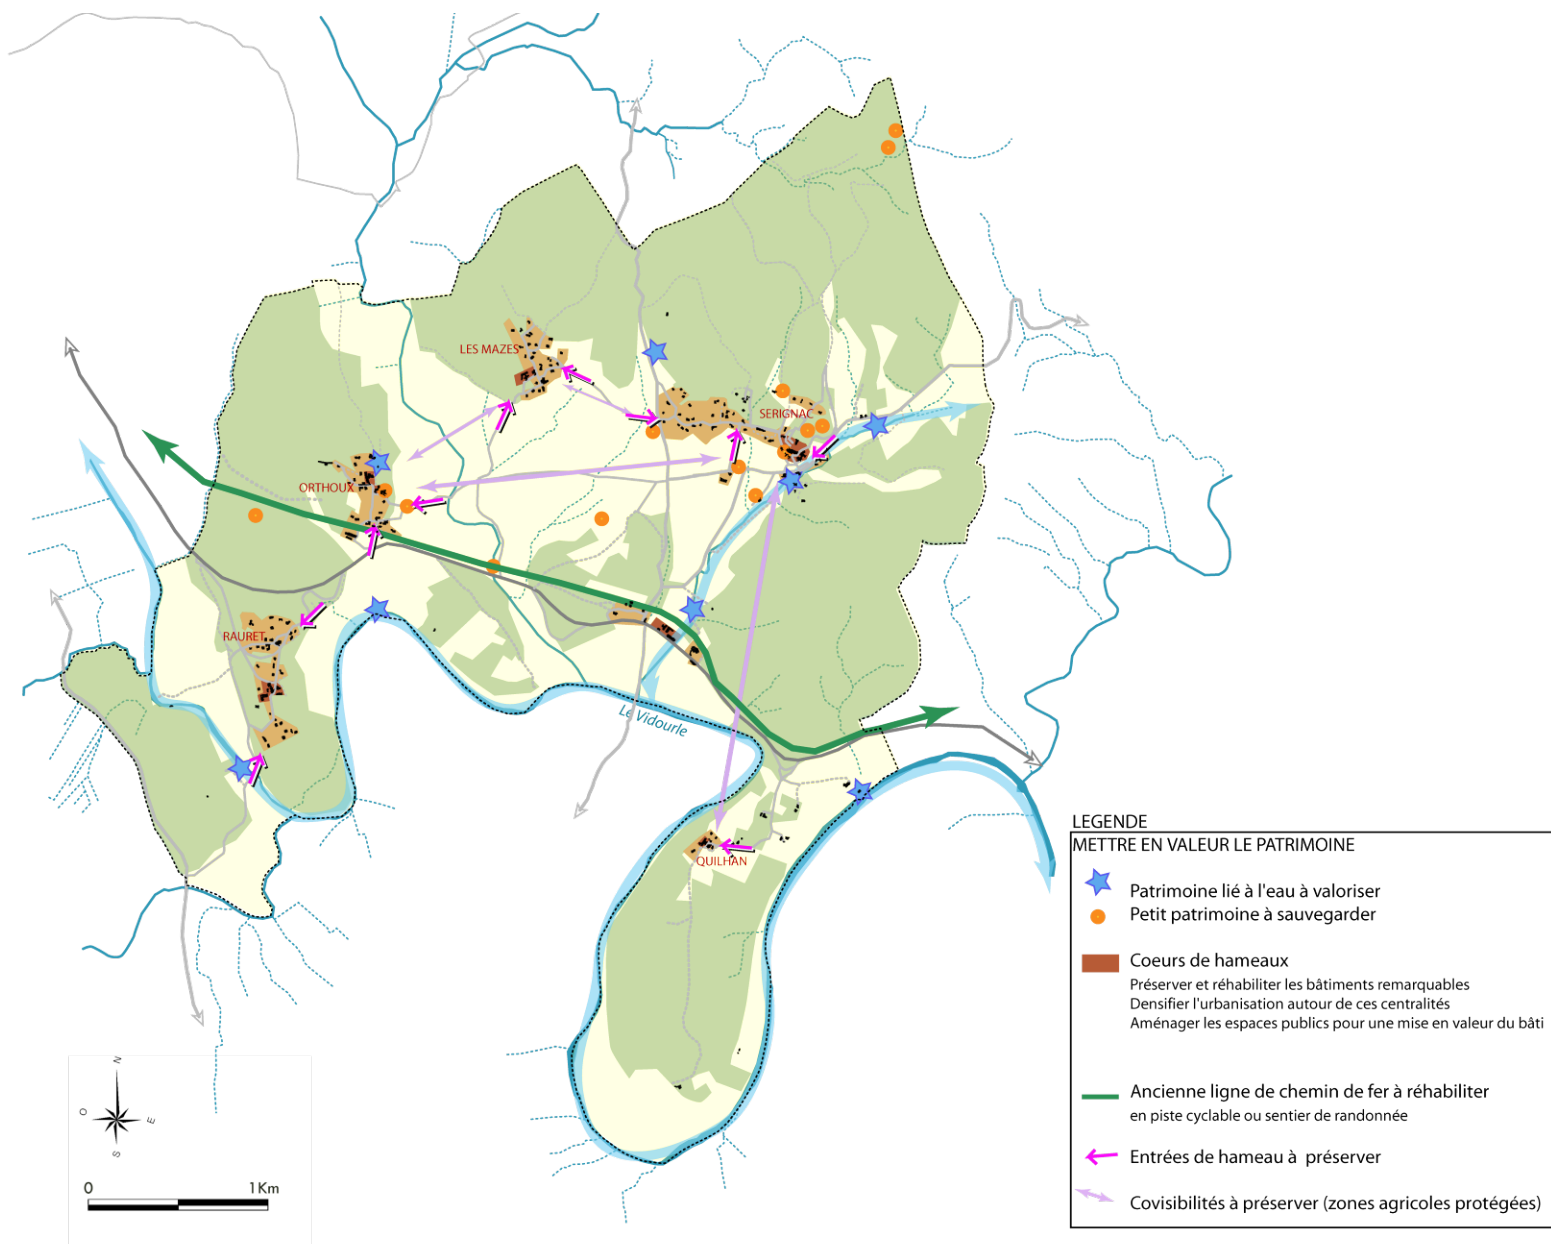 LES MAZES
SERIGNAC
ORTHOUX
RAURET
Le Vidourle
QUILHAN
LEGENDE
METTRE EN VALEUR LE PATRIMOINE
Patrimoine lié à l'eau à valoriser
Petit patrimoine à sauvegarder
Coeurs de hameaux
Préserver et réhabiliter les bâtiments remarquables
Densifier l'urbanisation autour de ces centralités
Aménager les espaces publics pour une mise en valeur du bâti
Ancienne ligne de chemin de fer à réhabiliter
en piste cyclable ou sentier de randonnée
Entrées de hameau à préserver
Covisibilités à préserver (zones agricoles protégées)
N
O
E
S
0 1 Km